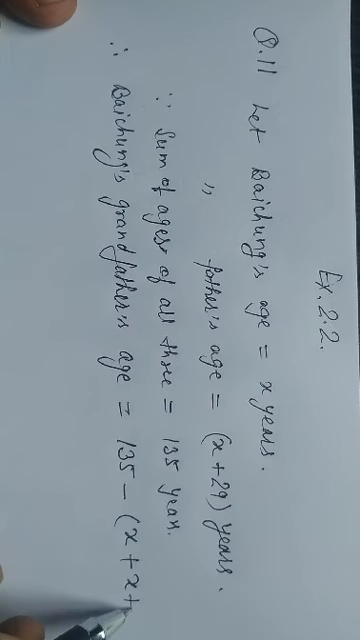 Ex. 2.2.
Q.11 Let Baichung's age = x years.
" father's age = (x+29) years.
∵ Sum of ages of all three = 135 years.
∴ Baichung's grandfather's age = 135 - (x + x +